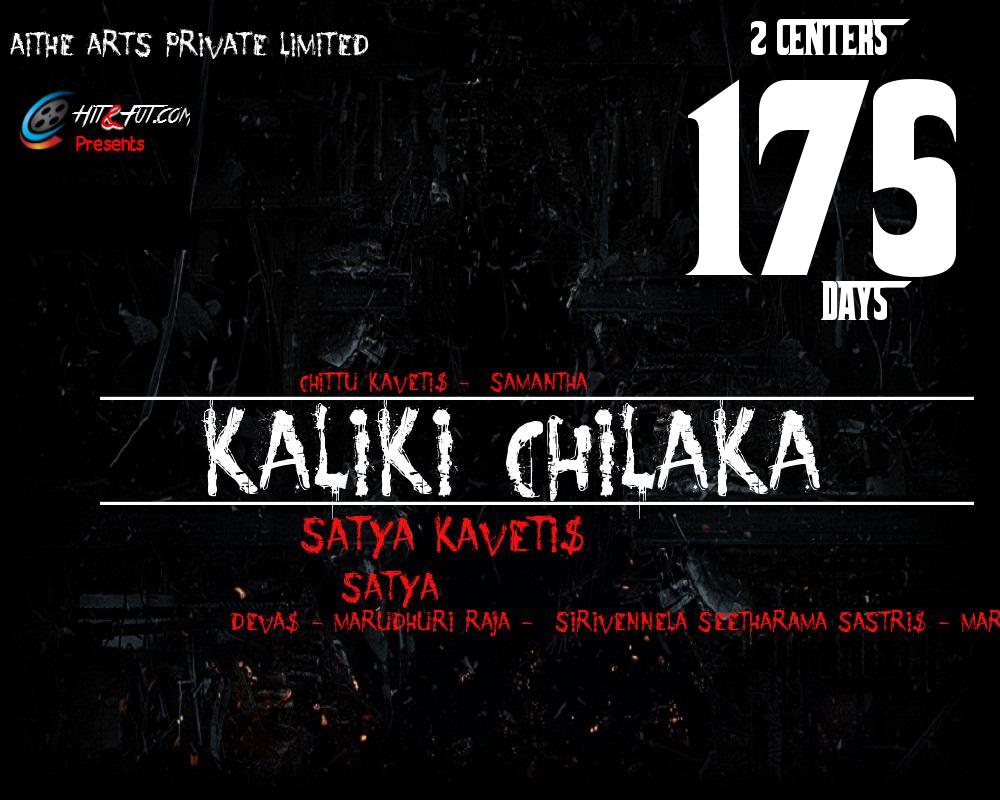 AITHE ARTS PRIVATE LIMITED
2 CENTERS
HIT&FUT.COM
Presents
175
DAYS
CHITTU KAVETI$ - SAMANTHA
KALIKI CHILAKA
SATYA KAVETI$
SATYA
DEVA$ - MARUDHURI RAJA - SIRIVENNELA SEETHARAMA SASTRI$ - MAR